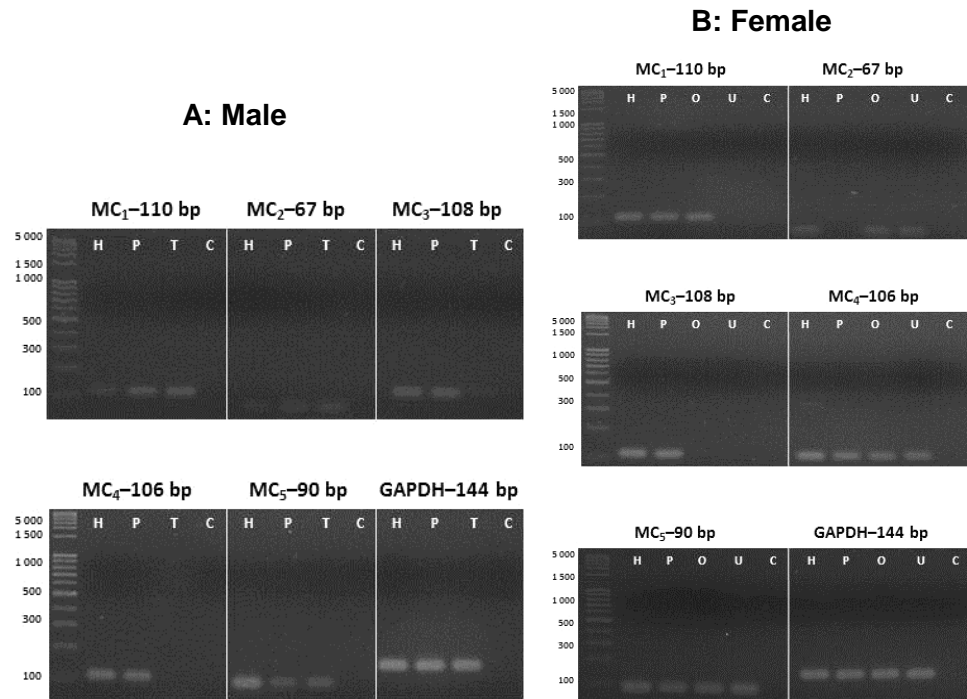 A: Male
MC₁–110 bp MC₂–67 bp MC₃–108 bp
H P T C H P T C H P T C
5 000
1 500
1 000
500
300
100
MC₄–106 bp MC₅–90 bp GAPDH–144 bp
H P T C H P T C H P T C
5 000
1 500
1 000
500
300
100
B: Female
MC₁–110 bp MC₂–67 bp
H P O U C H P O U C
5 000
1 500
1 000
500
300
100
MC₃–108 bp MC₄–106 bp
H P O U C H P O U C
5 000
1 500
1 000
500
300
100
MC₅–90 bp GAPDH–144 bp
H P O U C H P O U C
5 000
1 500
1 000
500
300
100